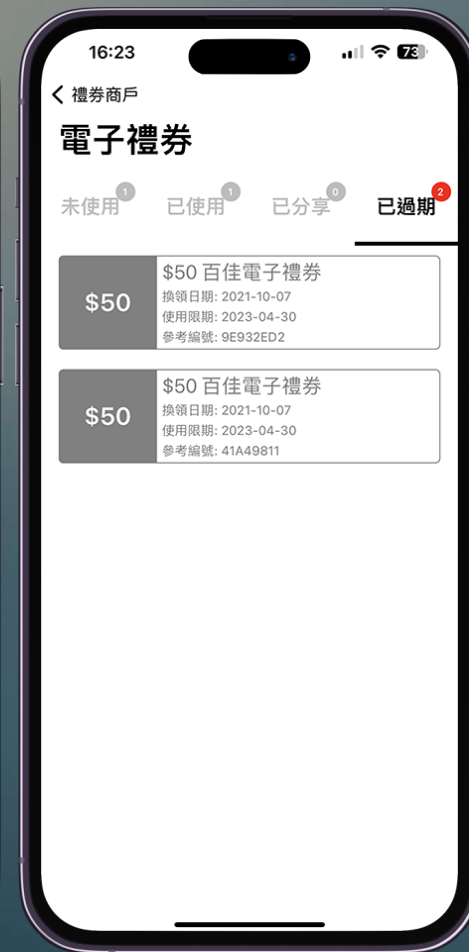 16:23
73
禮券商戶
電子禮券
未使用 1
已使用 1
已分享 0
已過期 2
$50
$50 百佳電子禮券
換領日期: 2021-10-07
使用限期: 2023-04-30
參考編號: 9E932ED2
$50
$50 百佳電子禮券
換領日期: 2021-10-07
使用限期: 2023-04-30
參考編號: 41A49811